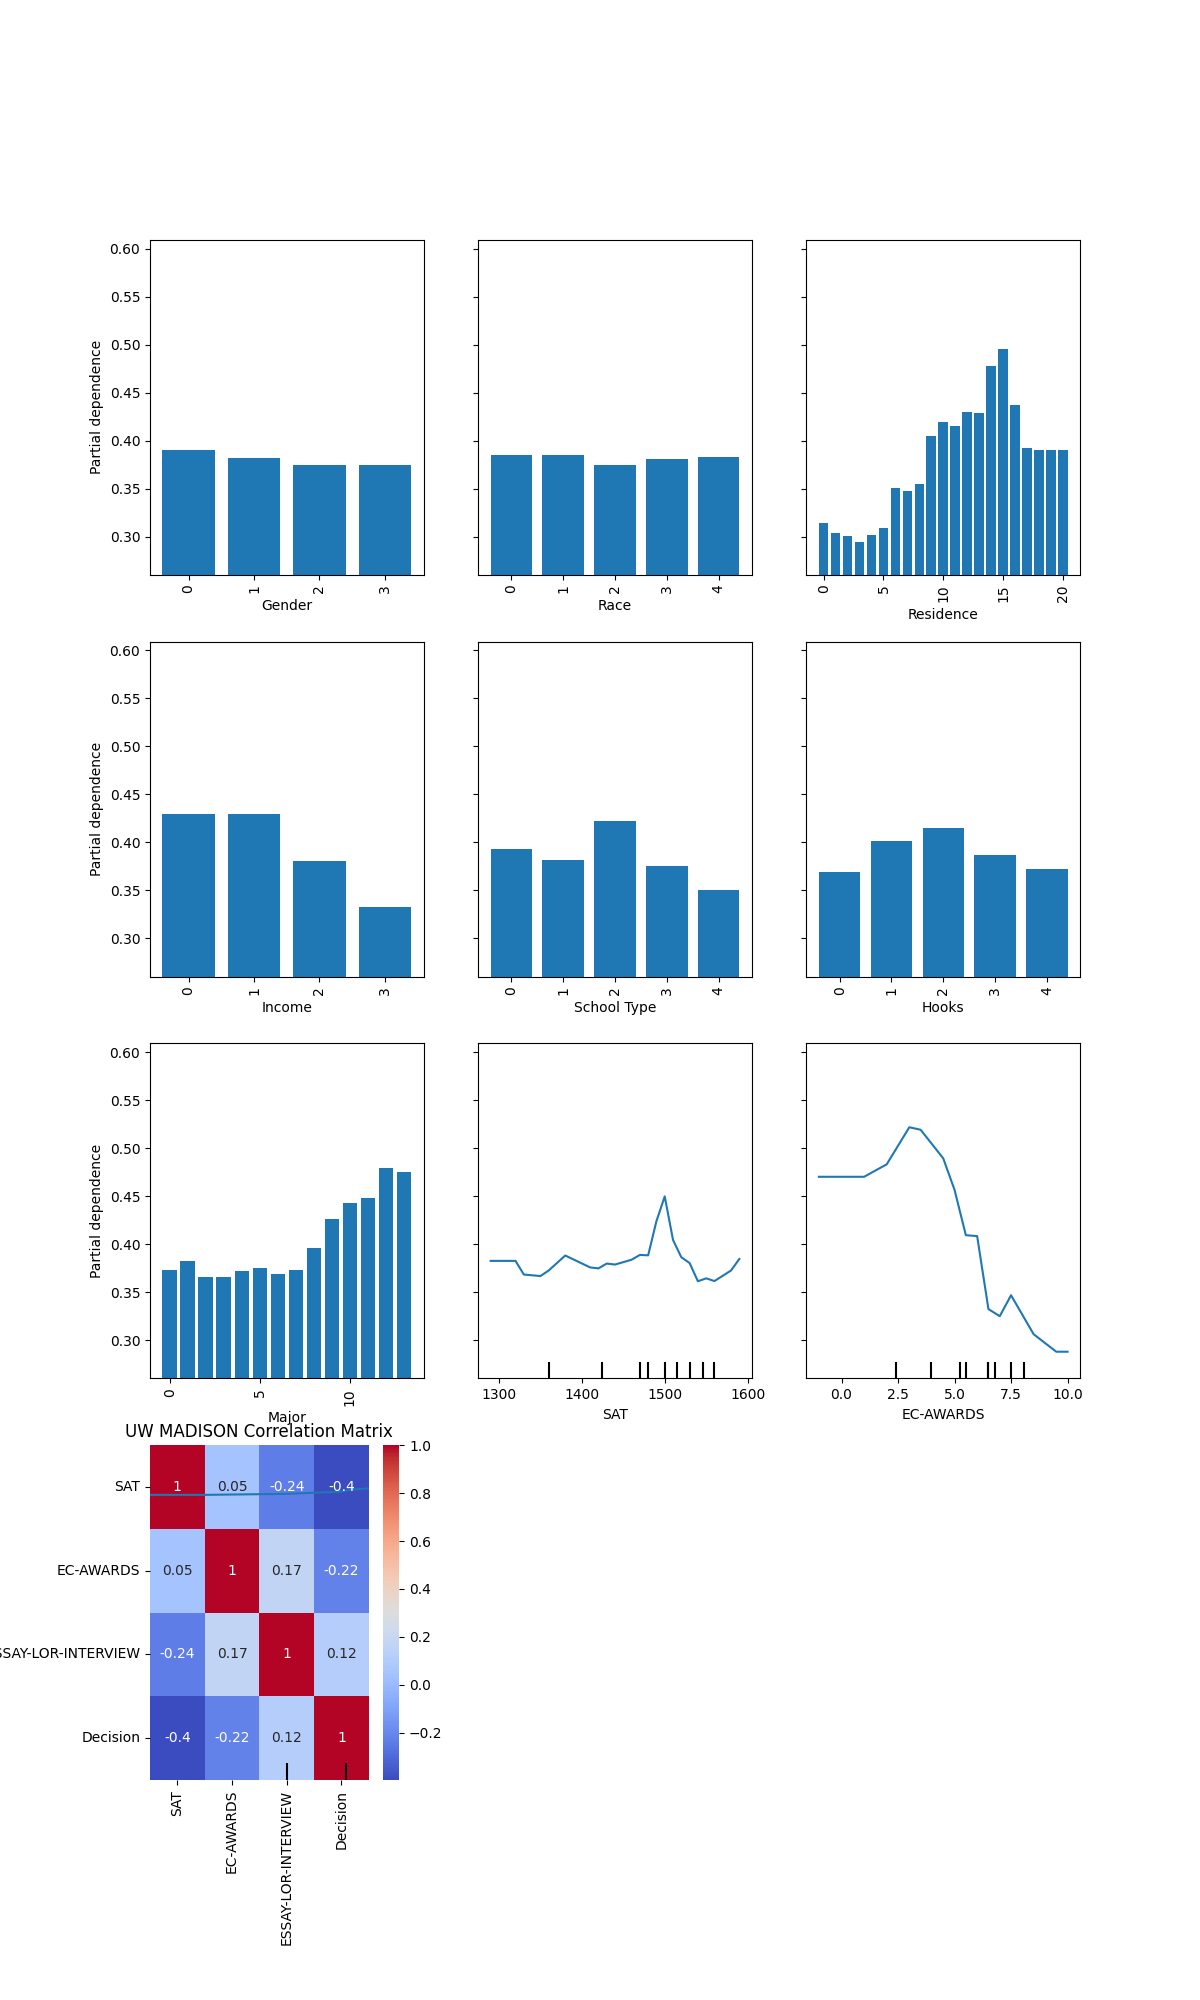 0.60
0.55
0.50
0.45
0.40
0.35
0.30
Partial dependence
0 1 2 3
Gender
0 1 2 3 4
Race
0 5 10 15 20
Residence
0.60
0.55
0.50
0.45
0.40
0.35
0.30
Partial dependence
0 1 2 3
Income
0 1 2 3 4
School Type
0 1 2 3 4
Hooks
0.60
0.55
0.50
0.45
0.40
0.35
0.30
Partial dependence
0 5 10
Major
1300 1400 1500 1600
SAT
0.0 2.5 5.0 7.5 10.0
EC-AWARDS
UW MADISON Correlation Matrix
SAT 1 0.05 -0.24 -0.4
EC-AWARDS 0.05 1 0.17 -0.22
SSAY-LOR-INTERVIEW -0.24 0.17 1 0.12
Decision -0.4 -0.22 0.12 1
SAT
EC-AWARDS
ESSAY-LOR-INTERVIEW
Decision
1.0
0.8
0.6
0.4
0.2
0.0
−0.2